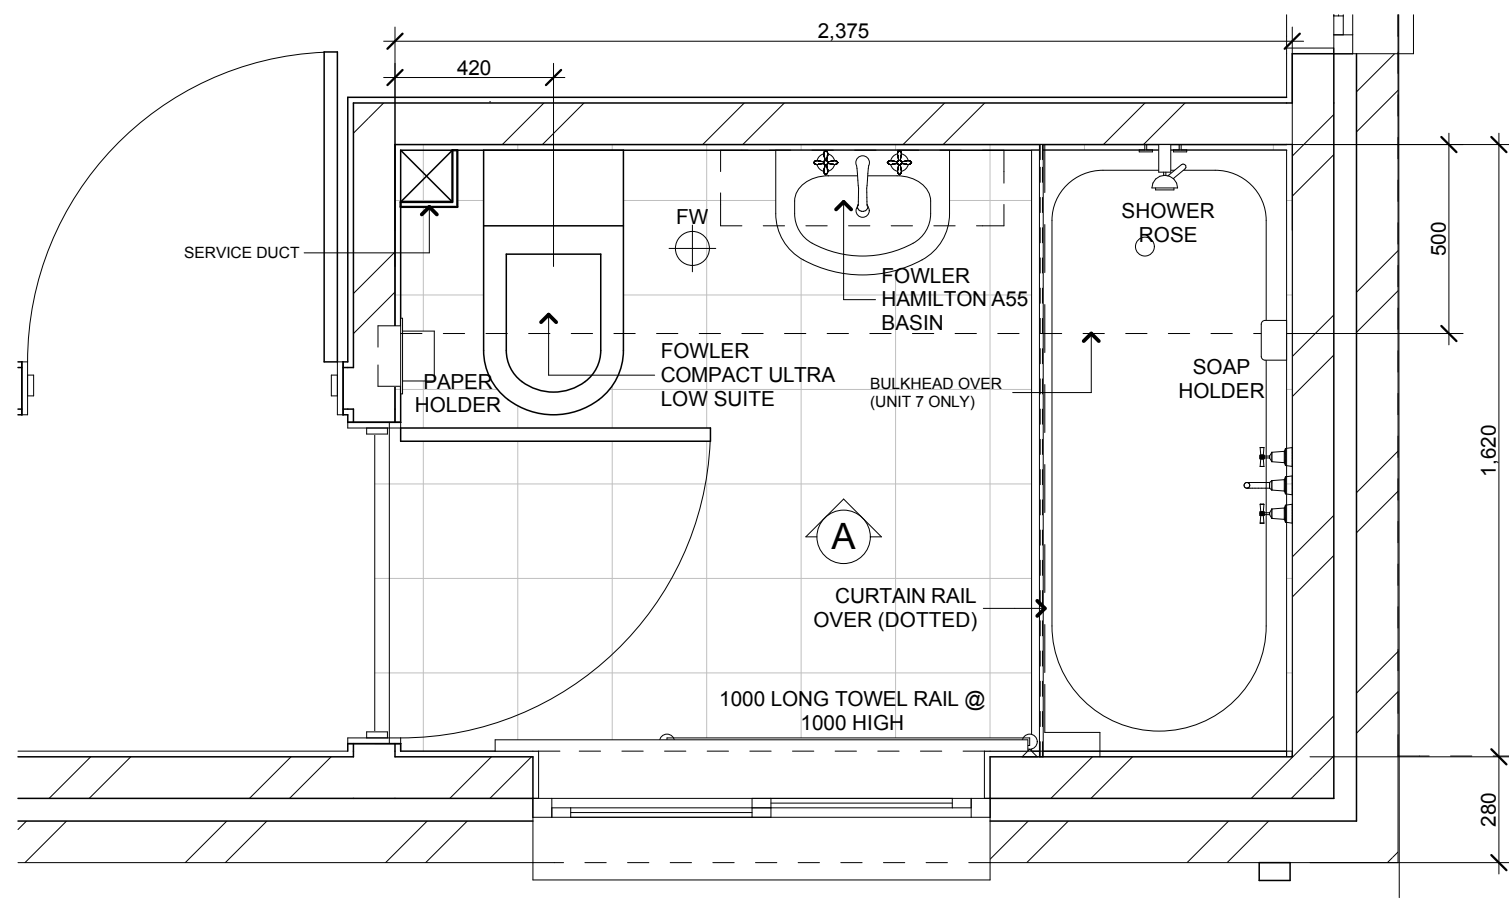 2,375
420
SERVICE DUCT
FW
SHOWER
ROSE
500
FOWLER
HAMILTON A55
BASIN
FOWLER
COMPACT ULTRA
LOW SUITE
PAPER
HOLDER
BULKHEAD OVER
(UNIT 7 ONLY)
SOAP
HOLDER
1,620
A
CURTAIN RAIL
OVER (DOTTED)
1000 LONG TOWEL RAIL @
1000 HIGH
280